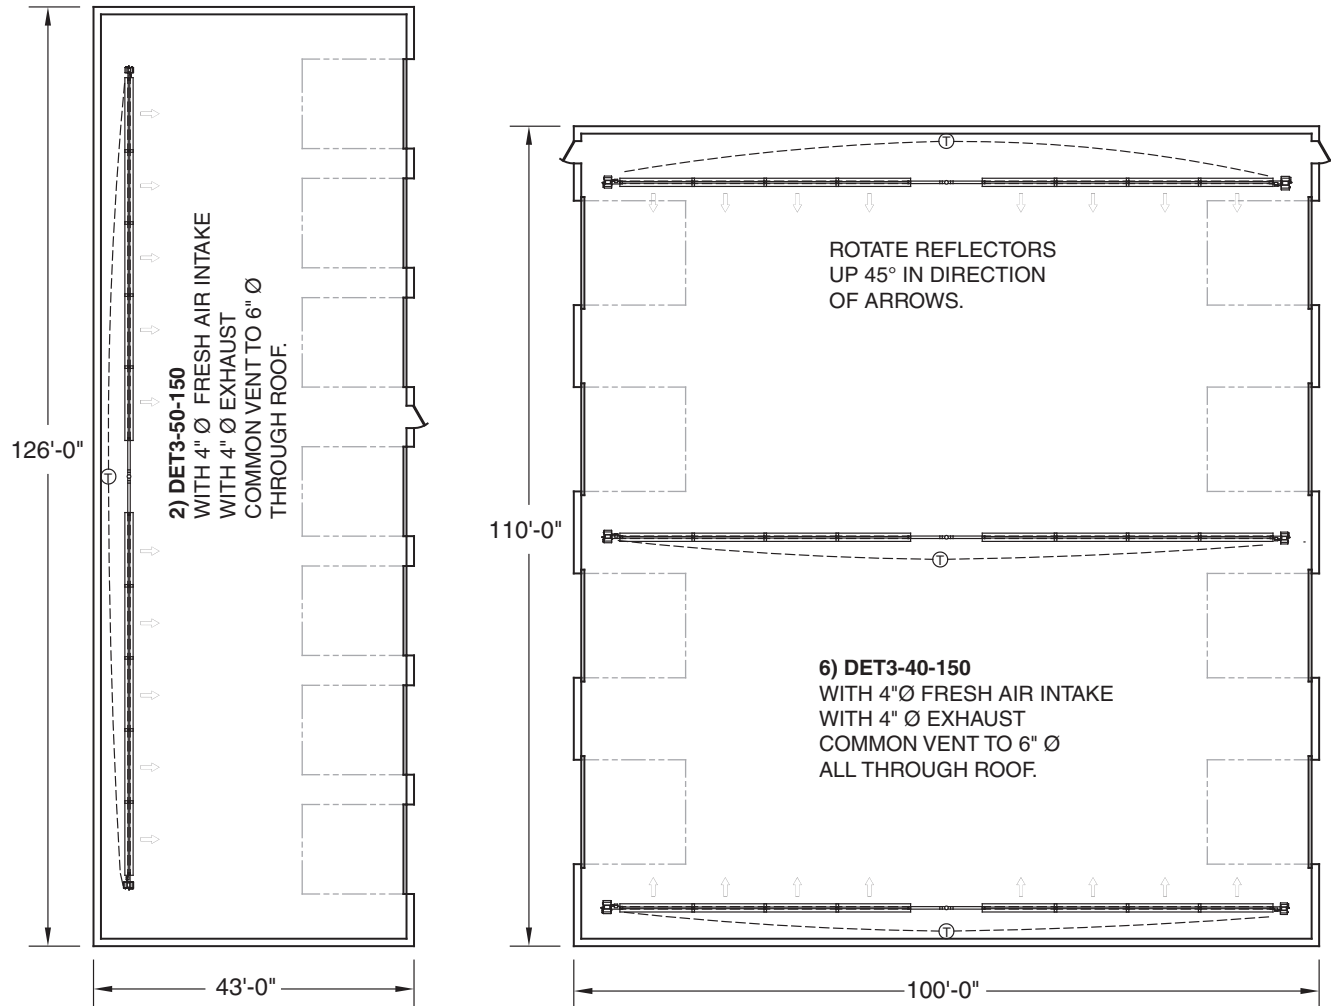 126'-0"
43'-0"
2) DET3-50-150
WITH 4" Ø FRESH AIR INTAKE
WITH 4" Ø EXHAUST
COMMON VENT TO 6" Ø
THROUGH ROOF.
T
110'-0"
100'-0"
T
ROTATE REFLECTORS
UP 45° IN DIRECTION
OF ARROWS.
T
6) DET3-40-150
WITH 4"Ø FRESH AIR INTAKE
WITH 4" Ø EXHAUST
COMMON VENT TO 6" Ø
ALL THROUGH ROOF.
T